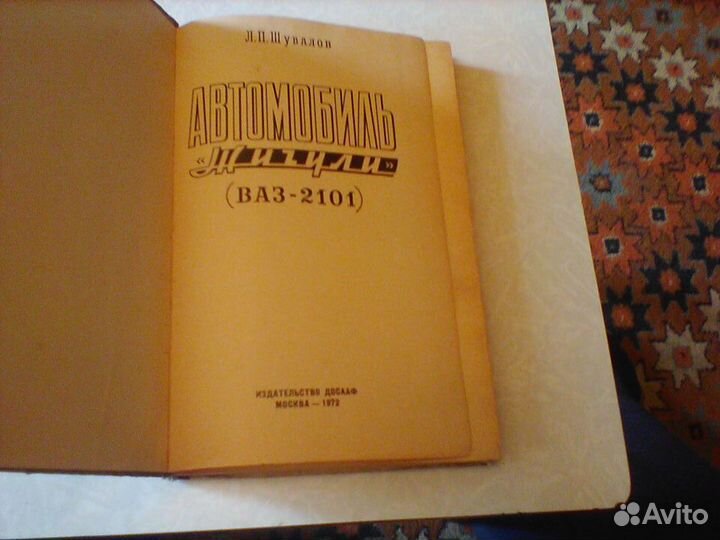 Л.П. Шувалов
АВТОМОБИЛЬ
«Жигули»
(ВАЗ-2101)
ИЗДАТЕЛЬСТВО ДОСААФ
МОСКВА — 1972
Avito